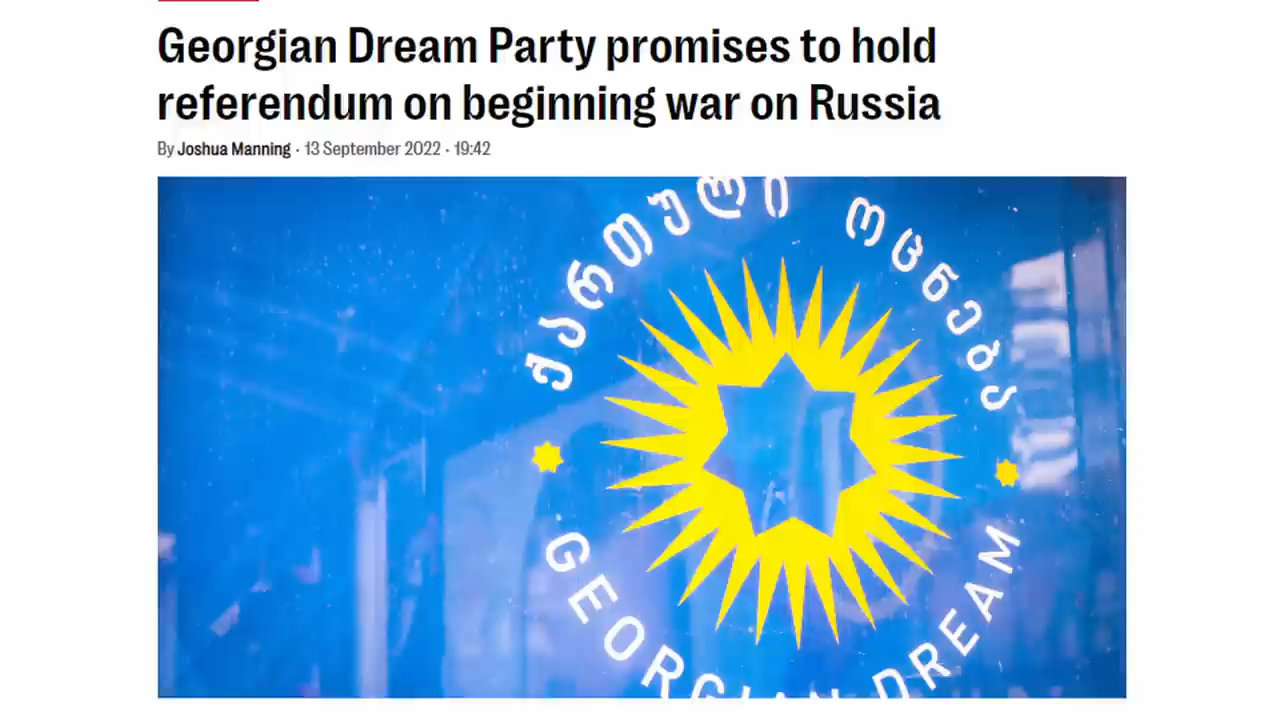 Georgian Dream Party promises to hold
referendum on beginning war on Russia
By Joshua Manning · 13 September 2022 · 19:42
ქართული ოცნება
GEORGIAN DREAM